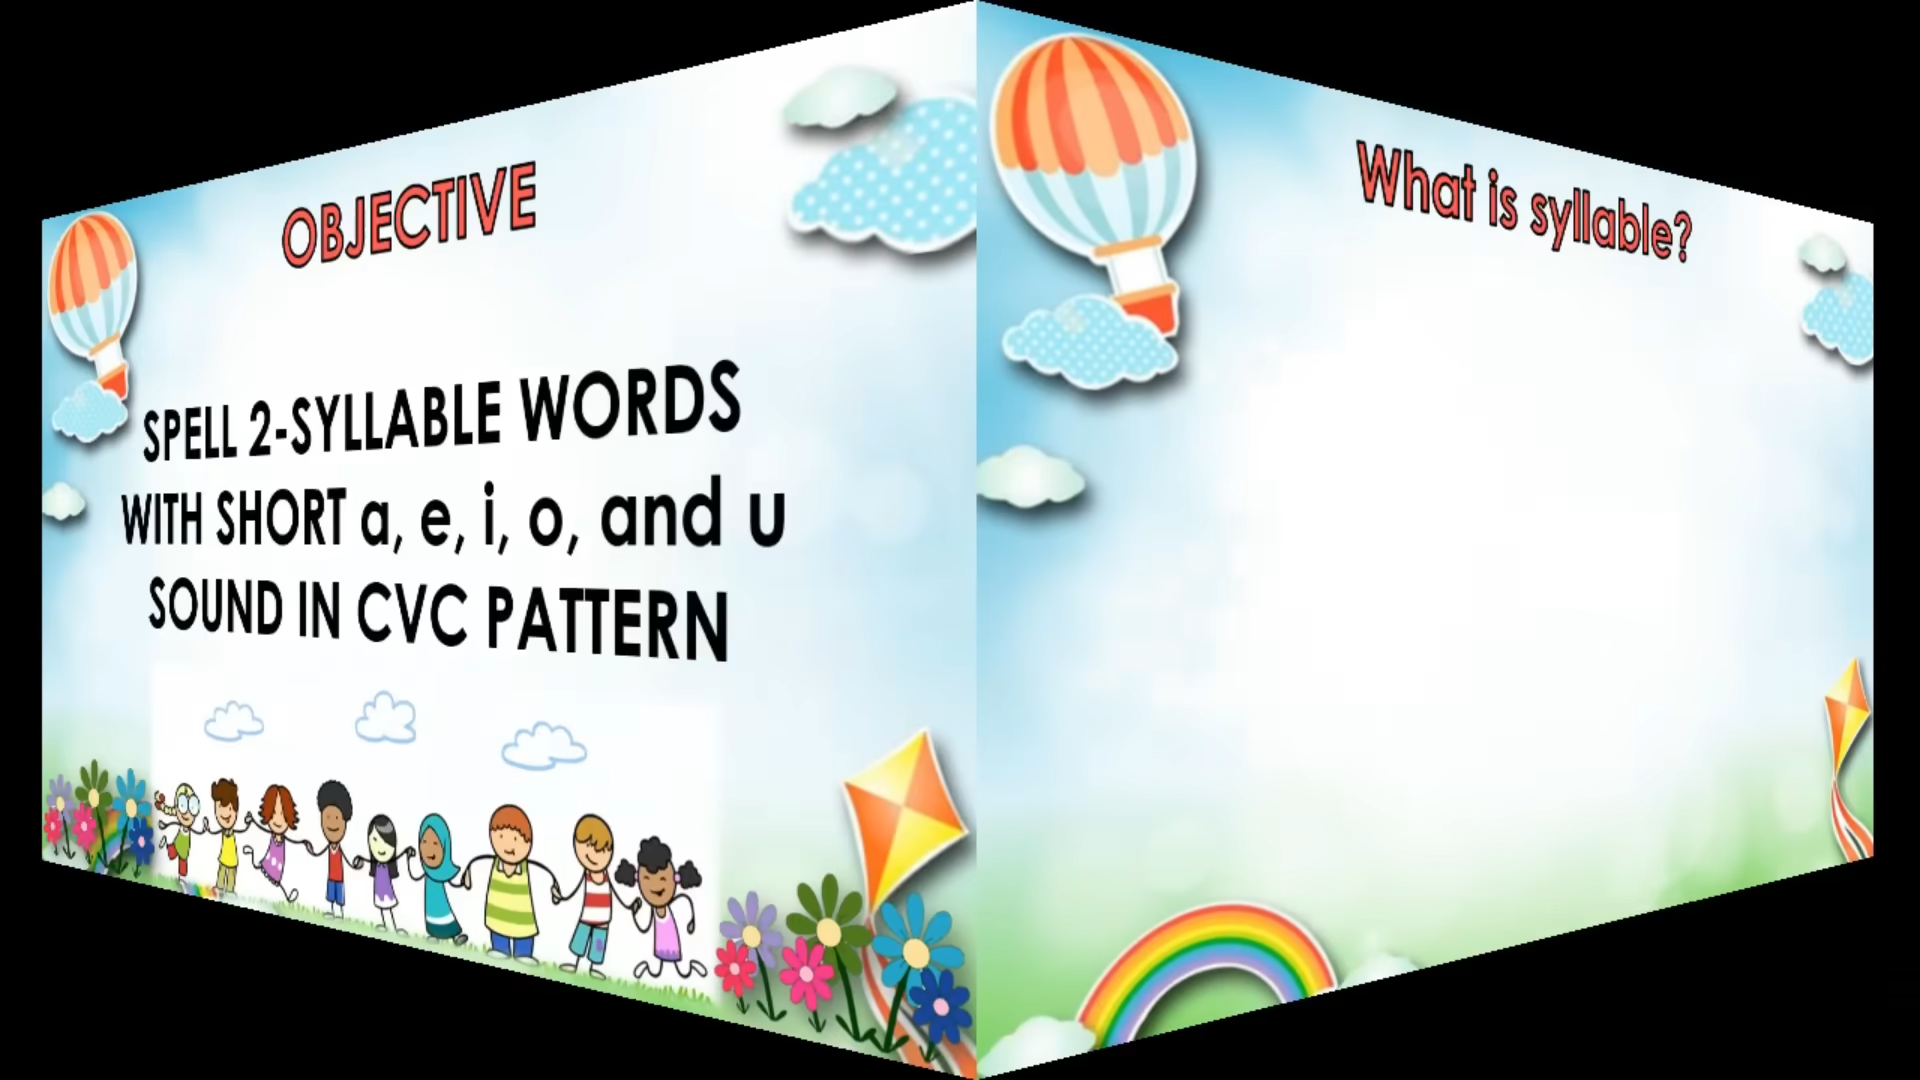 OBJECTIVE
SPELL 2-SYLLABLE WORDS
WITH SHORT a, e, i, o, and u
SOUND IN CVC PATTERN
What is syllable?